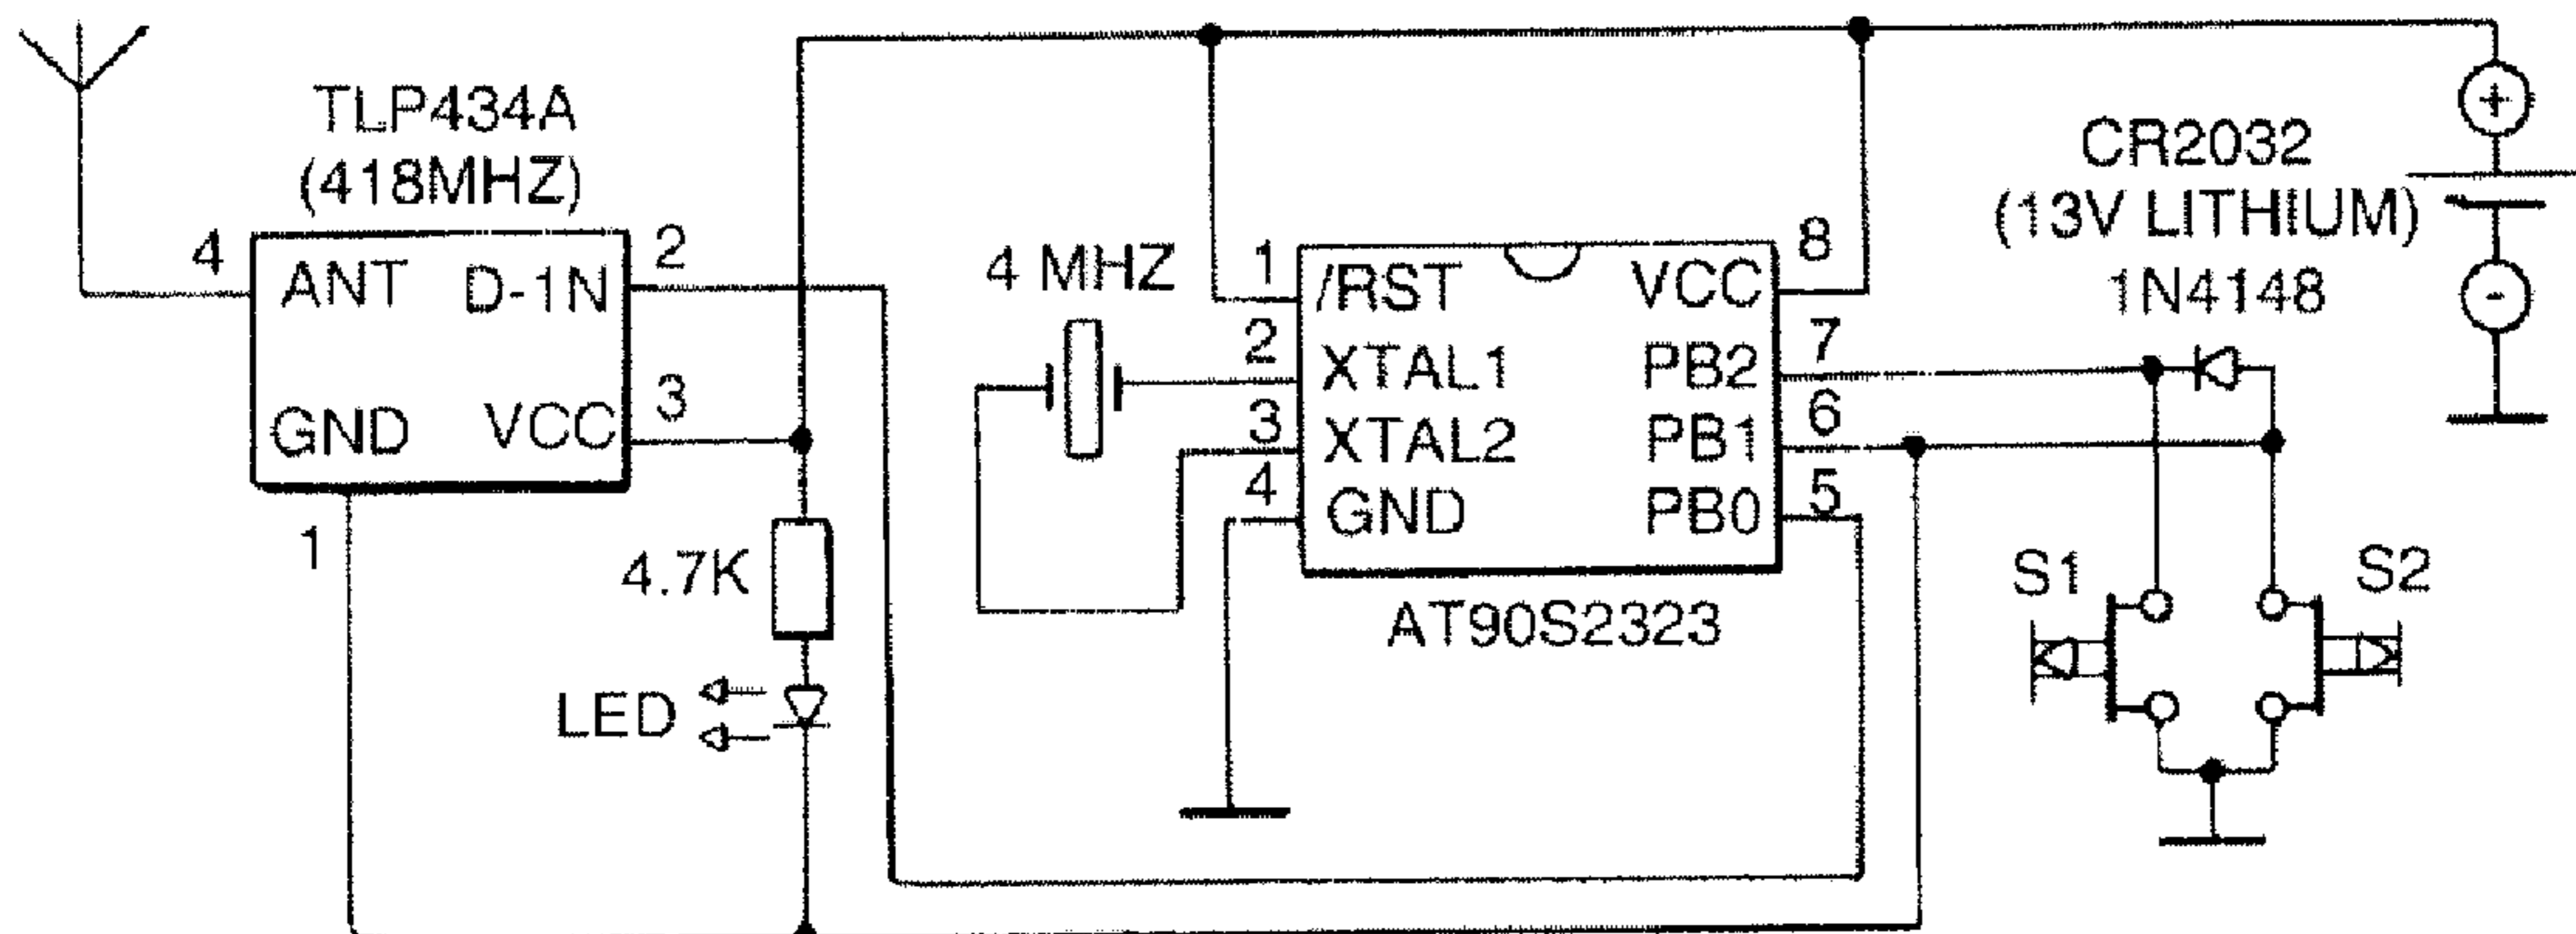 TLP434A
(418MHZ)
4
ANT
D-1N
2
GND
VCC
3
1
4.7K
LED
4 MHZ
1
/RST
VCC
8
2
XTAL1
PB2
7
3
XTAL2
PB1
6
4
GND
PB0
5
AT90S2323
CR2032
(13V LITHIUM)
1N4148
+
-
S1
S2